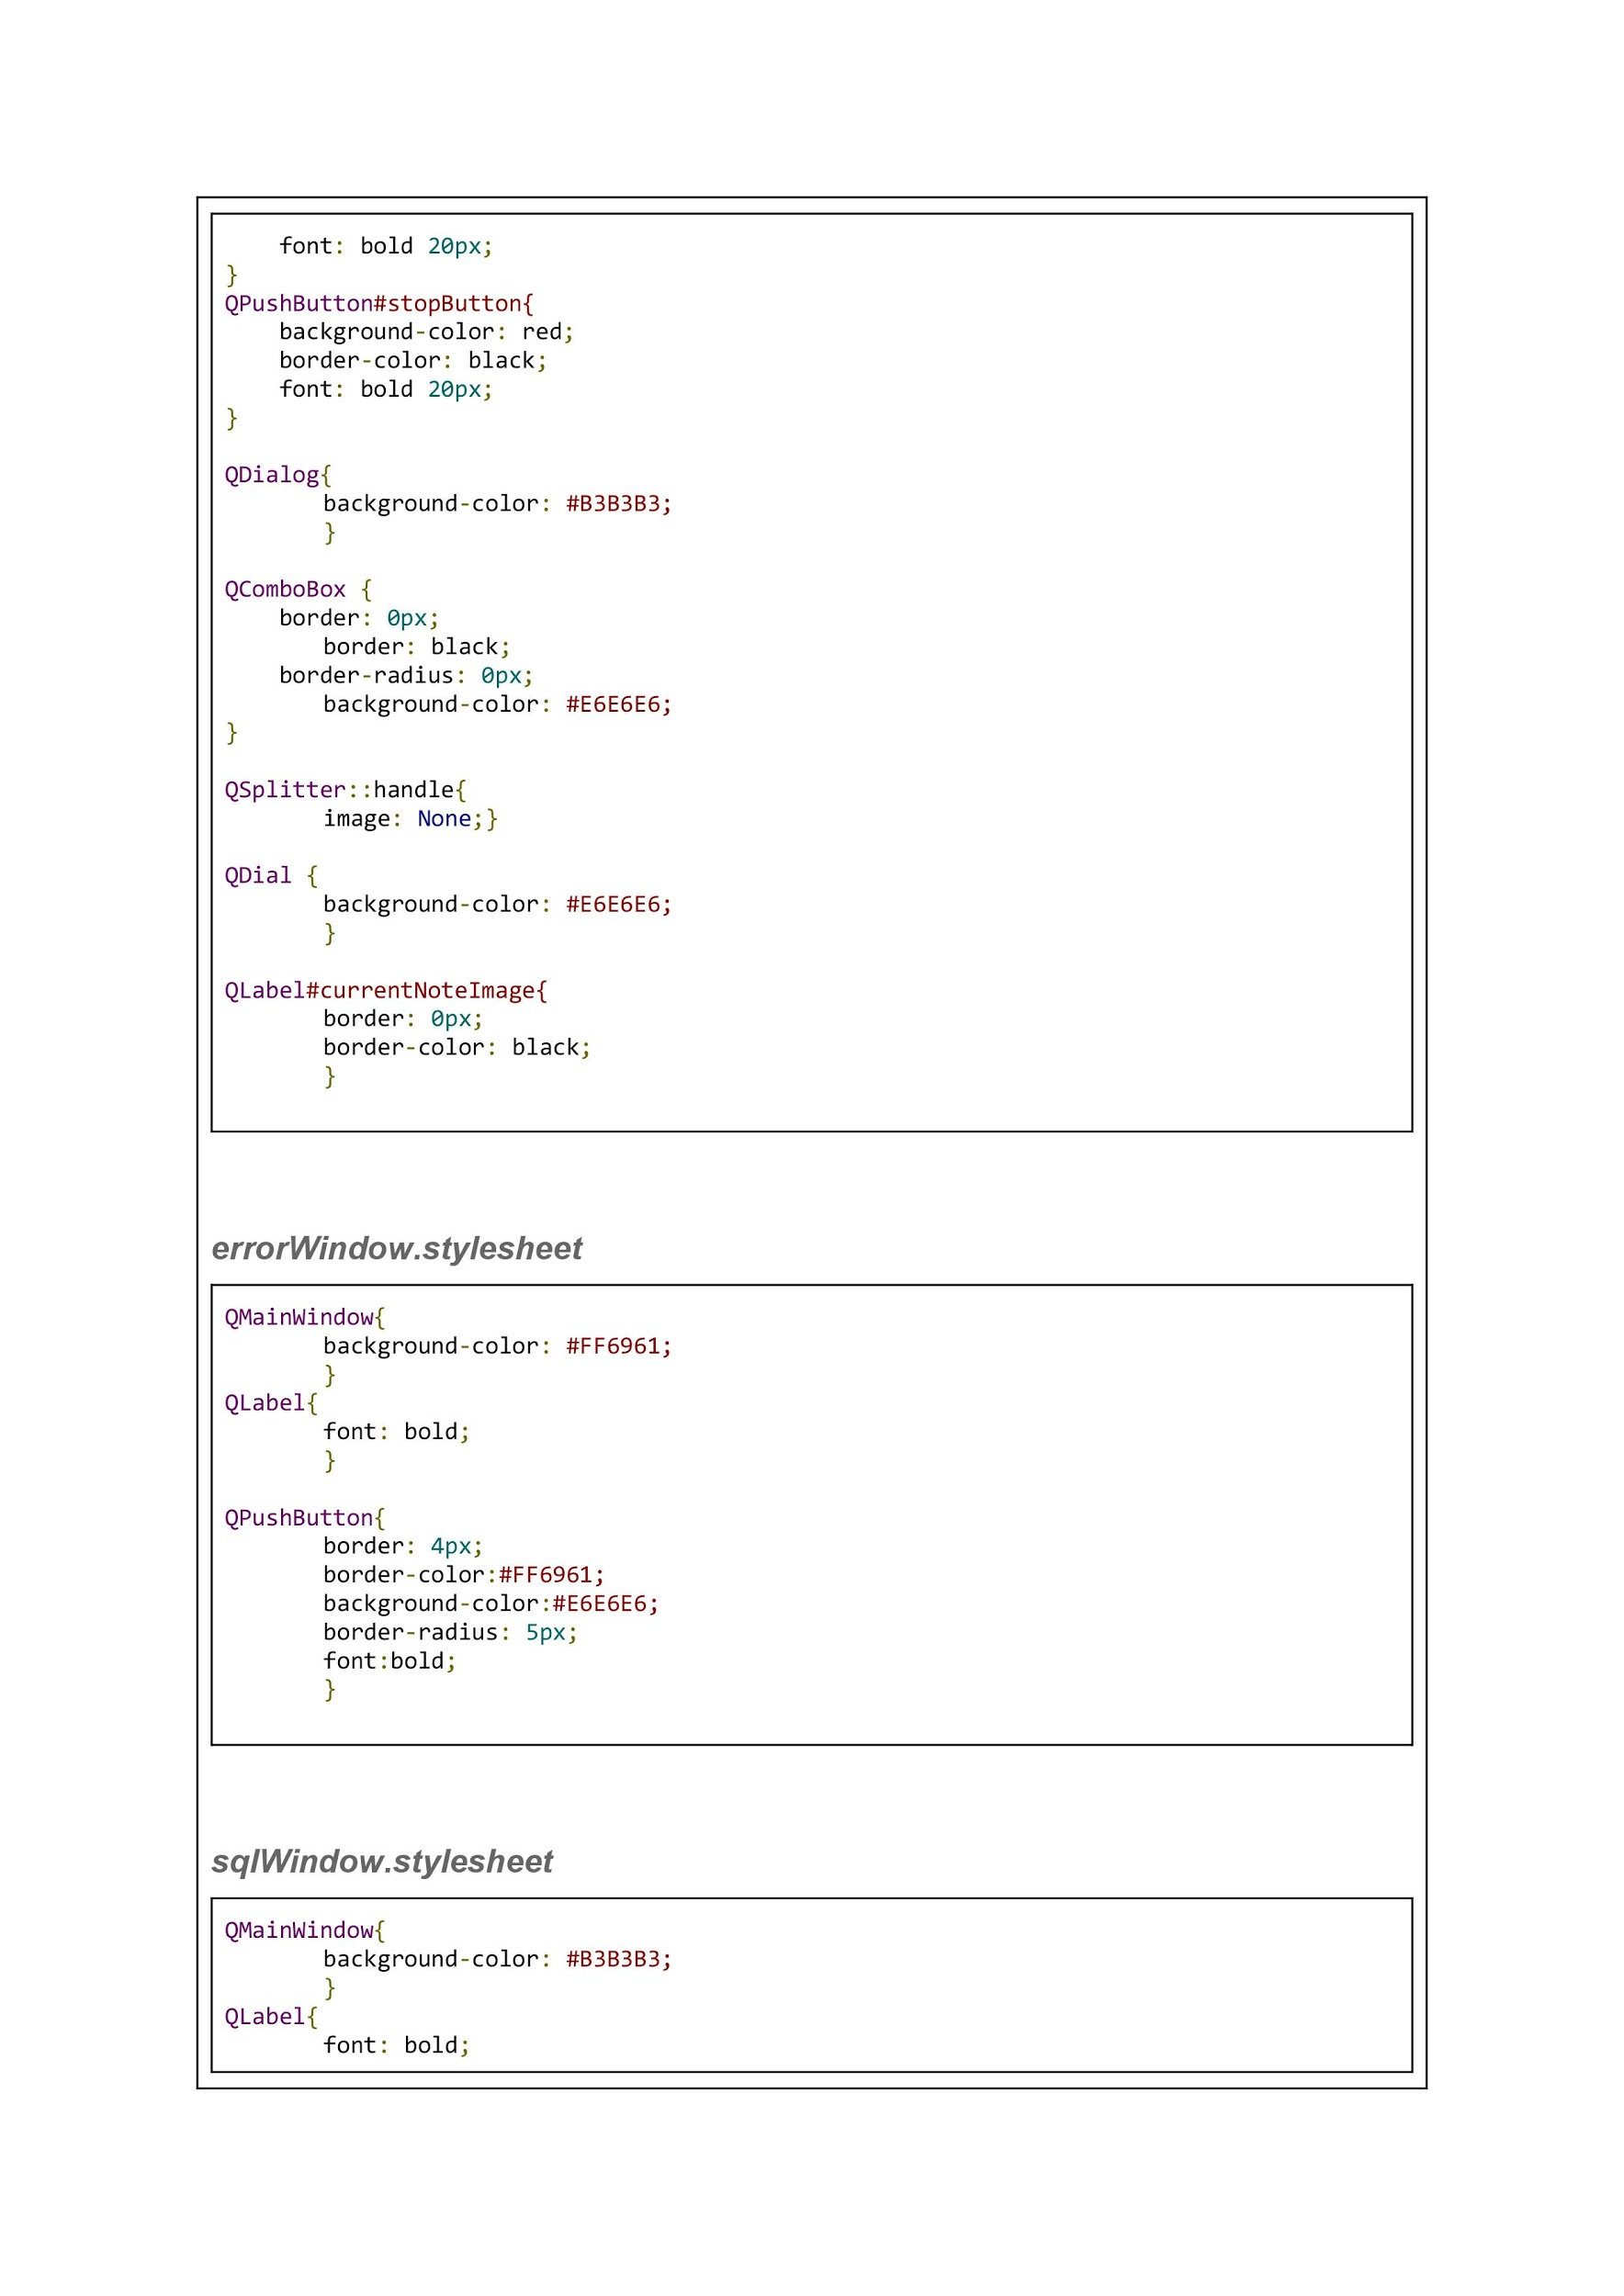 font: bold 20px;
}
QPushButton#stopButton{
    background-color: red;
    border-color: black;
    font: bold 20px;
}

QDialog{
	background-color: #B3B3B3;
	}

QComboBox {
    border: 0px;
	border: black;
    border-radius: 0px;
	background-color: #E6E6E6;
}

QSplitter::handle{
	image: None;}

QDial {
	background-color: #E6E6E6;
	}

QLabel#currentNoteImage{
	border: 0px;
	border-color: black;
	}

errorWindow.stylesheet

QMainWindow{
	background-color: #FF6961;
	}
QLabel{
	font: bold;
	}

QPushButton{
	border: 4px;
	border-color:#FF6961;
	background-color:#E6E6E6;
	border-radius: 5px;
	font:bold;
	}

sqlWindow.stylesheet

QMainWindow{
	background-color: #B3B3B3;
	}
QLabel{
	font: bold;